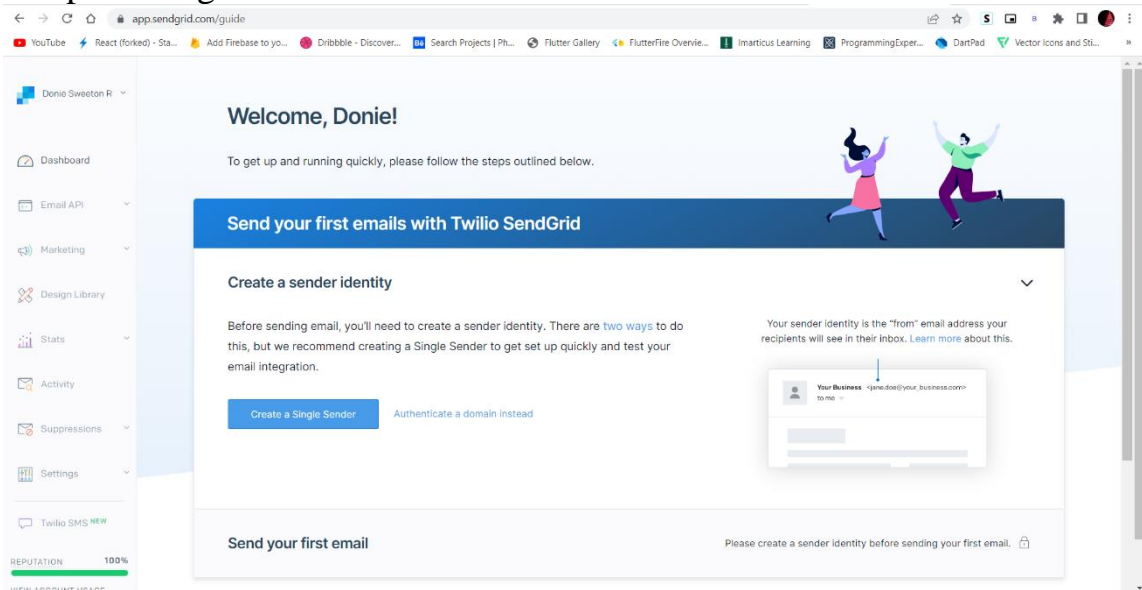 app.sendgrid.com/guide
YouTube React (forked) - Sta... Add Firebase to yo... Dribbble - Discover... Search Projects | Ph... Flutter Gallery FlutterFire Overvie... Imarticus Learning ProgrammingExper... DartPad Vector Icons and Sti... »
Donie Sweeton R
Dashboard
Email API
Marketing
Design Library
Stats
Activity
Suppressions
Settings
Twilio SMS NEW
REPUTATION 100%
VIEW ACCOUNT USAGE
Welcome, Donie!
To get up and running quickly, please follow the steps outlined below.
Send your first emails with Twilio SendGrid
Create a sender identity
Before sending email, you'll need to create a sender identity. There are two ways to do
this, but we recommend creating a Single Sender to get set up quickly and test your
email integration.
Create a Single Sender Authenticate a domain instead
Your sender identity is the "from" email address your
recipients will see in their inbox. Learn more about this.
Your Business <jane.doe@your_business.com>
to me
Send your first email
Please create a sender identity before sending your first email.